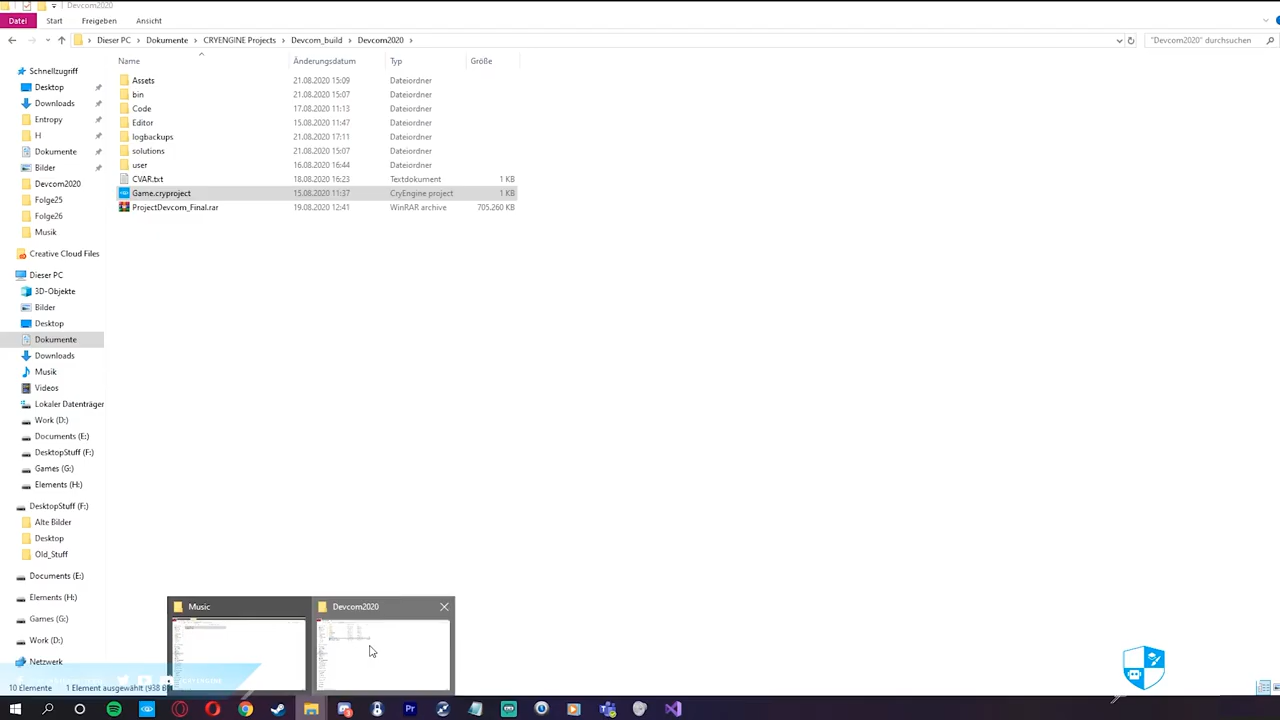 Devcom2020
Datei Start Freigeben Ansicht
Dieser PC Dokumente CRYENGINE Projects Devcom_build Devcom2020 "Devcom2020" durchsuchen
Name Änderungsdatum Typ Größe
Assets 21.08.2020 15:09 Dateiordner
bin 21.08.2020 15:07 Dateiordner
Code 17.08.2020 11:13 Dateiordner
Editor 15.08.2020 11:47 Dateiordner
logbackups 21.08.2020 17:11 Dateiordner
solutions 21.08.2020 15:07 Dateiordner
user 16.08.2020 16:44 Dateiordner
CVAR.txt 18.08.2020 16:23 Textdokument 1 KB
Game.cryproject 15.08.2020 11:37 CryEngine project 1 KB
ProjectDevcom_Final.rar 19.08.2020 12:41 WinRAR archive 705.260 KB
Schnellzugriff
Desktop
Downloads
Entropy
H
Dokumente
Bilder
Devcom2020
Folge25
Folge26
Musik
Creative Cloud Files
Dieser PC
3D-Objekte
Bilder
Desktop
Dokumente
Downloads
Musik
Videos
Lokaler Datenträger
Work (D:)
Documents (E:)
DesktopStuff (F:)
Games (G:)
Elements (H:)
DesktopStuff (F:)
Alte Bilder
Desktop
Old_Stuff
Documents (E:)
Elements (H:)
Games (G:)
Work (D:)
Netzwerk
Music Devcom2020
10 Elemente 1 Element ausgewählt (938 B